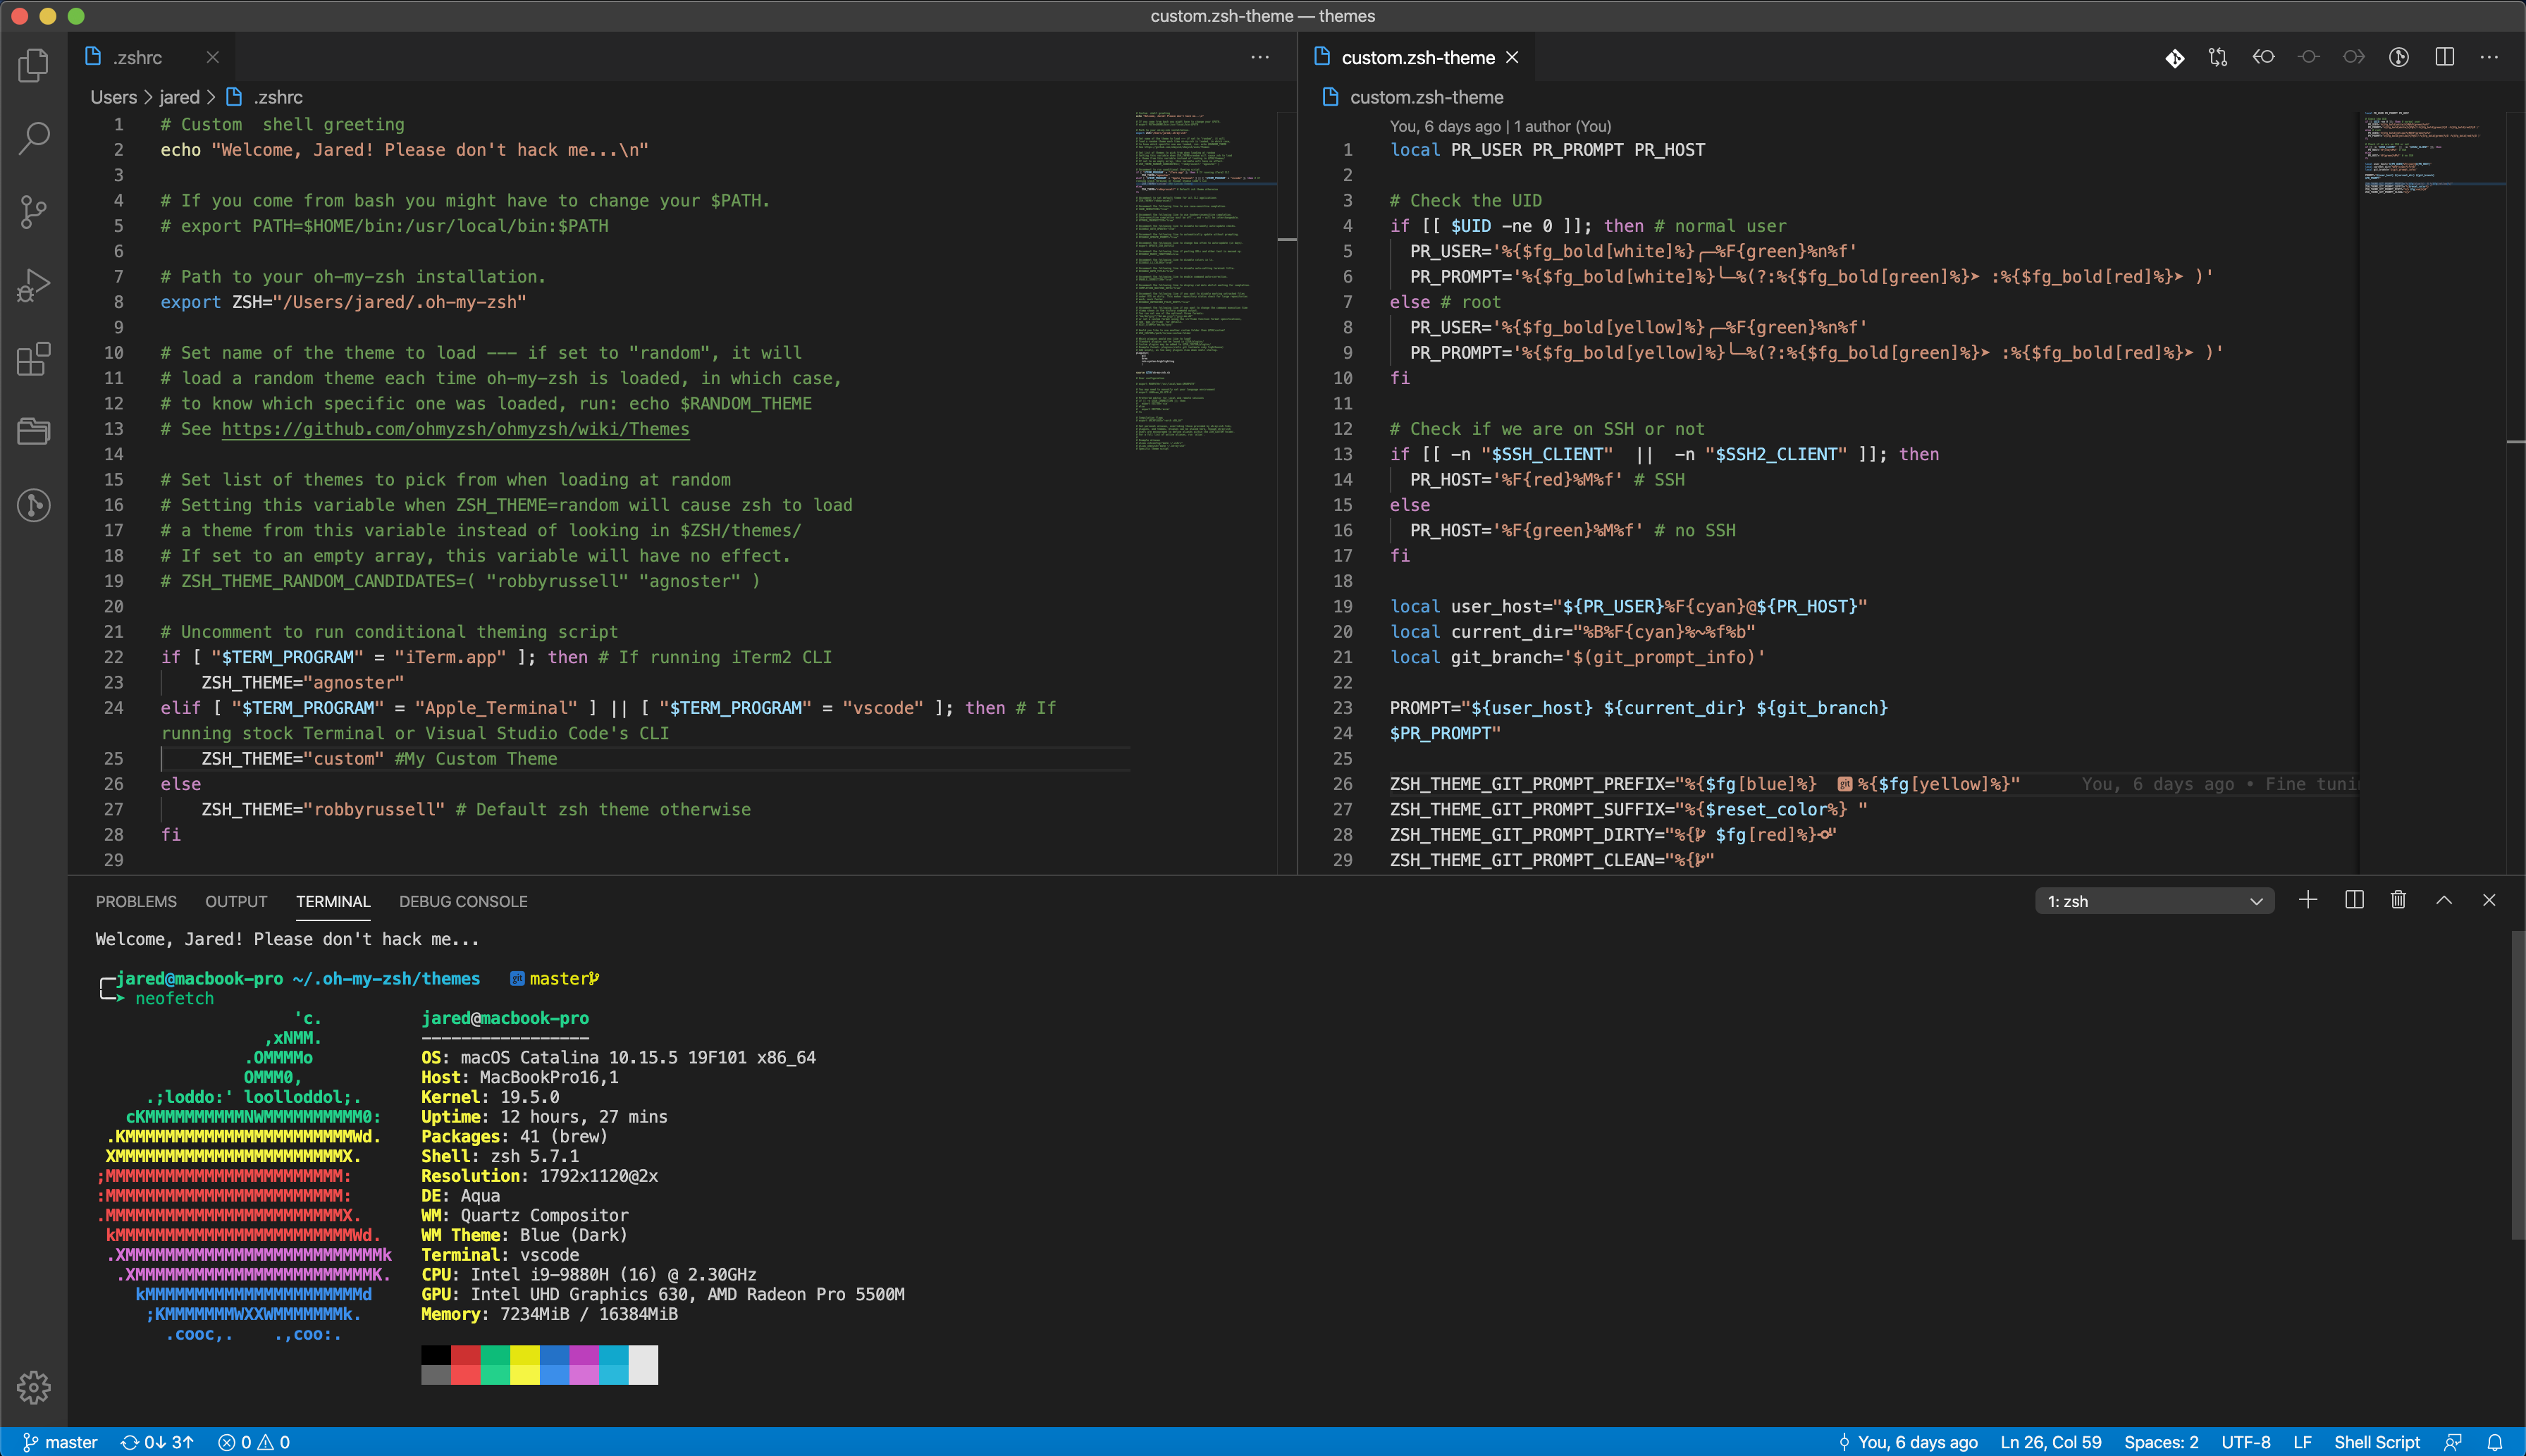 custom.zsh-theme — themes
.zshrc
custom.zsh-theme
Users > jared > .zshrc
1 # Custom  shell greeting
2 echo "Welcome, Jared! Please don't hack me...\n"
3
4 # If you come from bash you might have to change your $PATH.
5 # export PATH=$HOME/bin:/usr/local/bin:$PATH
6
7 # Path to your oh-my-zsh installation.
8 export ZSH="/Users/jared/.oh-my-zsh"
9
10 # Set name of the theme to load --- if set to "random", it will
11 # load a random theme each time oh-my-zsh is loaded, in which case,
12 # to know which specific one was loaded, run: echo $RANDOM_THEME
13 # See https://github.com/ohmyzsh/ohmyzsh/wiki/Themes
14
15 # Set list of themes to pick from when loading at random
16 # Setting this variable when ZSH_THEME=random will cause zsh to load
17 # a theme from this variable instead of looking in $ZSH/themes/
18 # If set to an empty array, this variable will have no effect.
19 # ZSH_THEME_RANDOM_CANDIDATES=( "robbyrussell" "agnoster" )
20
21 # Uncomment to run conditional theming script
22 if [ "$TERM_PROGRAM" = "iTerm.app" ]; then # If running iTerm2 CLI
23     ZSH_THEME="agnoster"
24 elif [ "$TERM_PROGRAM" = "Apple_Terminal" ] || [ "$TERM_PROGRAM" = "vscode" ]; then # If
running stock Terminal or Visual Studio Code's CLI
25     ZSH_THEME="custom" #My Custom Theme
26 else
27     ZSH_THEME="robbyrussell" # Default zsh theme otherwise
28 fi
29
custom.zsh-theme
You, 6 days ago | 1 author (You)
1 local PR_USER PR_PROMPT PR_HOST
2
3 # Check the UID
4 if [[ $UID -ne 0 ]]; then # normal user
5   PR_USER='%{$fg_bold[white]%}╭─%F{green}%n%f'
6   PR_PROMPT='%{$fg_bold[white]%}╰─%(?:%{$fg_bold[green]%}➤ :%{$fg_bold[red]%}➤ )'
7 else # root
8   PR_USER='%{$fg_bold[yellow]%}╭─%F{green}%n%f'
9   PR_PROMPT='%{$fg_bold[yellow]%}╰─%(?:%{$fg_bold[green]%}➤ :%{$fg_bold[red]%}➤ )'
10 fi
11
12 # Check if we are on SSH or not
13 if [[ -n "$SSH_CLIENT"  ||  -n "$SSH2_CLIENT" ]]; then
14   PR_HOST='%F{red}%M%f' # SSH
15 else
16   PR_HOST='%F{green}%M%f' # no SSH
17 fi
18
19 local user_host="${PR_USER}%F{cyan}@${PR_HOST}"
20 local current_dir="%B%F{cyan}%~%f%b"
21 local git_branch='$(git_prompt_info)'
22
23 PROMPT="${user_host} ${current_dir} ${git_branch}
24 $PR_PROMPT"
25
26 ZSH_THEME_GIT_PROMPT_PREFIX="%{$fg[blue]%}  git %{$fg[yellow]%}" You, 6 days ago • Fine tuni
27 ZSH_THEME_GIT_PROMPT_SUFFIX="%{$reset_color%} "
28 ZSH_THEME_GIT_PROMPT_DIRTY="%{ $fg[red]%}"
29 ZSH_THEME_GIT_PROMPT_CLEAN="%{"
PROBLEMS OUTPUT TERMINAL DEBUG CONSOLE
1: zsh
Welcome, Jared! Please don't hack me...
╭─jared@macbook-pro ~/.oh-my-zsh/themes git master
╰─➤ neofetch
'c.
,xNMM.
.OMMMMo
OMMM0,
.;loddo:' loolloddol;.
cKMMMMMMMMMMNWMMMMMMMMMM0:
.KMMMMMMMMMMMMMMMMMMMMMMMWd.
XMMMMMMMMMMMMMMMMMMMMMMMX.
;MMMMMMMMMMMMMMMMMMMMMMMM:
:MMMMMMMMMMMMMMMMMMMMMMMM:
.MMMMMMMMMMMMMMMMMMMMMMMMX.
kMMMMMMMMMMMMMMMMMMMMMMMMWd.
.XMMMMMMMMMMMMMMMMMMMMMMMMMMk
.XMMMMMMMMMMMMMMMMMMMMMMMMK.
kMMMMMMMMMMMMMMMMMMMMMMd
;KMMMMMMMWXXWMMMMMMMk.
.cooc,.    .,coo:.
jared@macbook-pro
-----------------
OS: macOS Catalina 10.15.5 19F101 x86_64
Host: MacBookPro16,1
Kernel: 19.5.0
Uptime: 12 hours, 27 mins
Packages: 41 (brew)
Shell: zsh 5.7.1
Resolution: 1792x1120@2x
DE: Aqua
WM: Quartz Compositor
WM Theme: Blue (Dark)
Terminal: vscode
CPU: Intel i9-9880H (16) @ 2.30GHz
GPU: Intel UHD Graphics 630, AMD Radeon Pro 5500M
Memory: 7234MiB / 16384MiB
master 0↓ 3↑ 0 0
You, 6 days ago Ln 26, Col 59 Spaces: 2 UTF-8 LF Shell Script